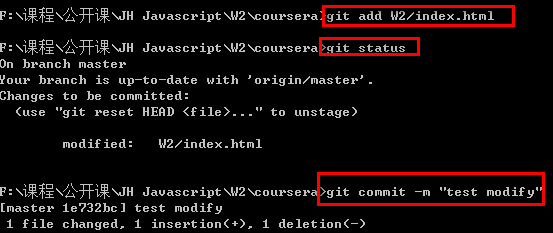 F:\课程\公开课\JH Javascript\W2\coursera>git add W2/index.html
F:\课程\公开课\JH Javascript\W2\coursera>git status
On branch master
Your branch is up-to-date with 'origin/master'.
Changes to be committed:
(use "git reset HEAD <file>..." to unstage)
modified: W2/index.html
F:\课程\公开课\JH Javascript\W2\coursera>git commit -m "test modify"
[master 1e732bc] test modify
1 file changed, 1 insertion(+), 1 deletion(-)